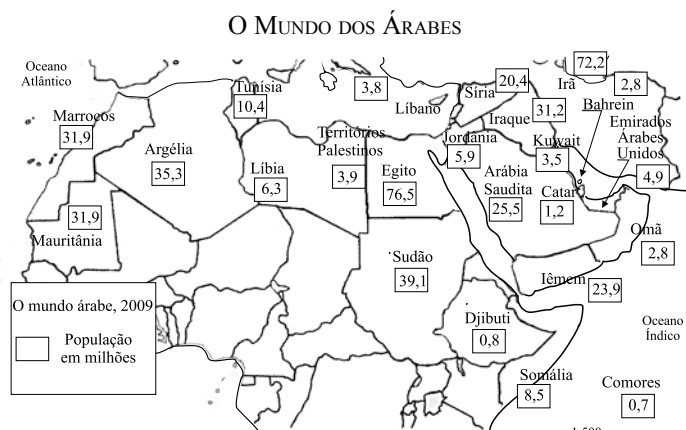 O Mundo dos Árabes
Oceano
Atlântico
72,2
Irã
2,8
Tunísia
10,4
3,8
Síria
20,4
Líbano
Bahrein
Marrocos
31,9
Iraque
31,2
Emirados
Árabes
Unidos
4,9
Territórios
Palestinos
3,9
Jordânia
5,9
Kuwait
3,5
Argélia
35,3
Líbia
6,3
Egito
76,5
Arábia
Saudita
25,5
Catar
1,2
31,9
Mauritânia
Omã
2,8
Sudão
39,1
Iêmem
23,9
O mundo árabe, 2009
População
em milhões
Djibuti
0,8
Oceano
Índico
Somália
8,5
Comores
0,7